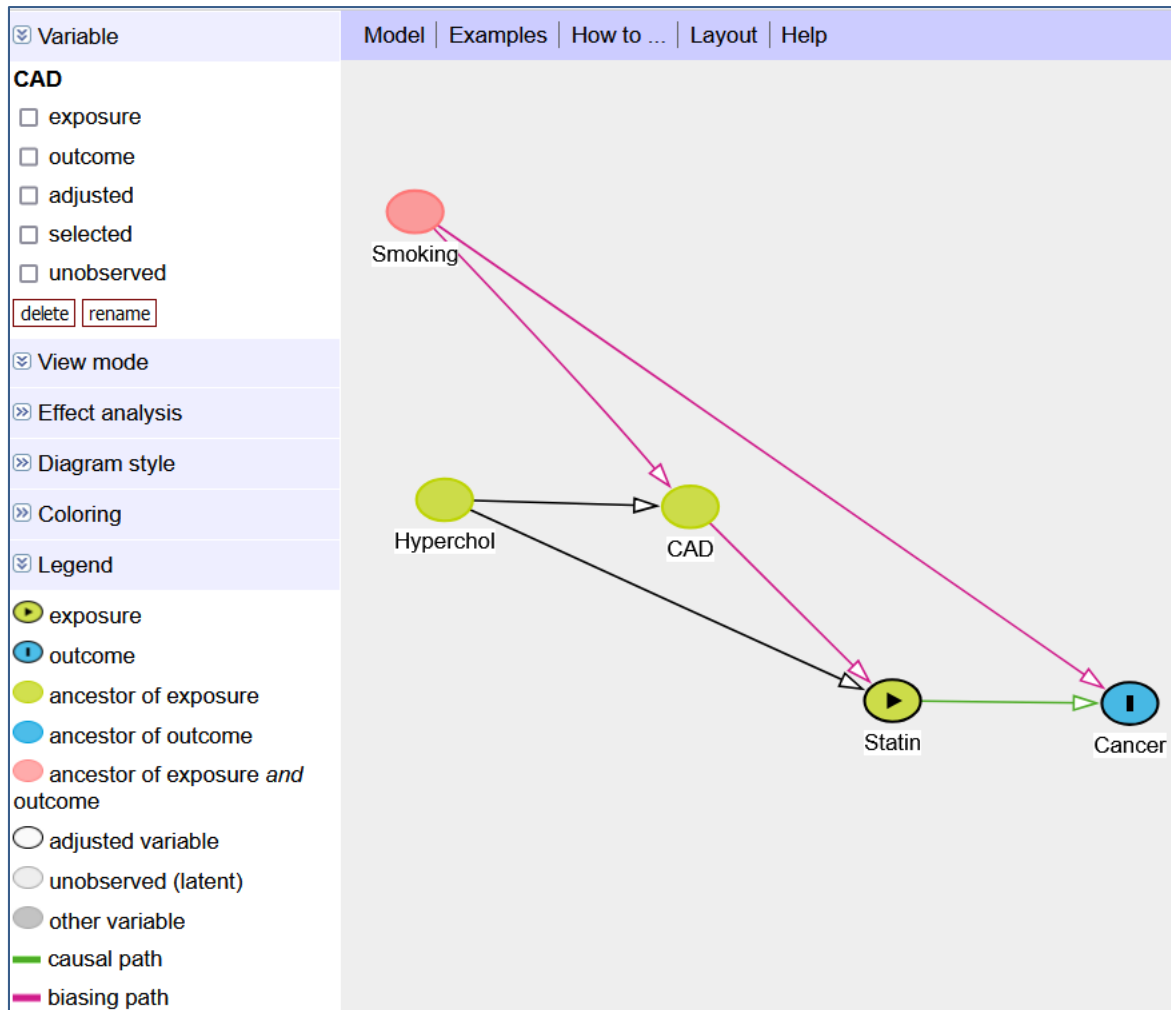 Variable
CAD
exposure
outcome
adjusted
selected
unobserved
delete rename
View mode
Effect analysis
Diagram style
Coloring
Legend
exposure
outcome
ancestor of exposure
ancestor of outcome
ancestor of exposure and
outcome
adjusted variable
unobserved (latent)
other variable
causal path
biasing path
Model Examples How to ... Layout Help
Smoking
Hyperchol
CAD
Statin
Cancer